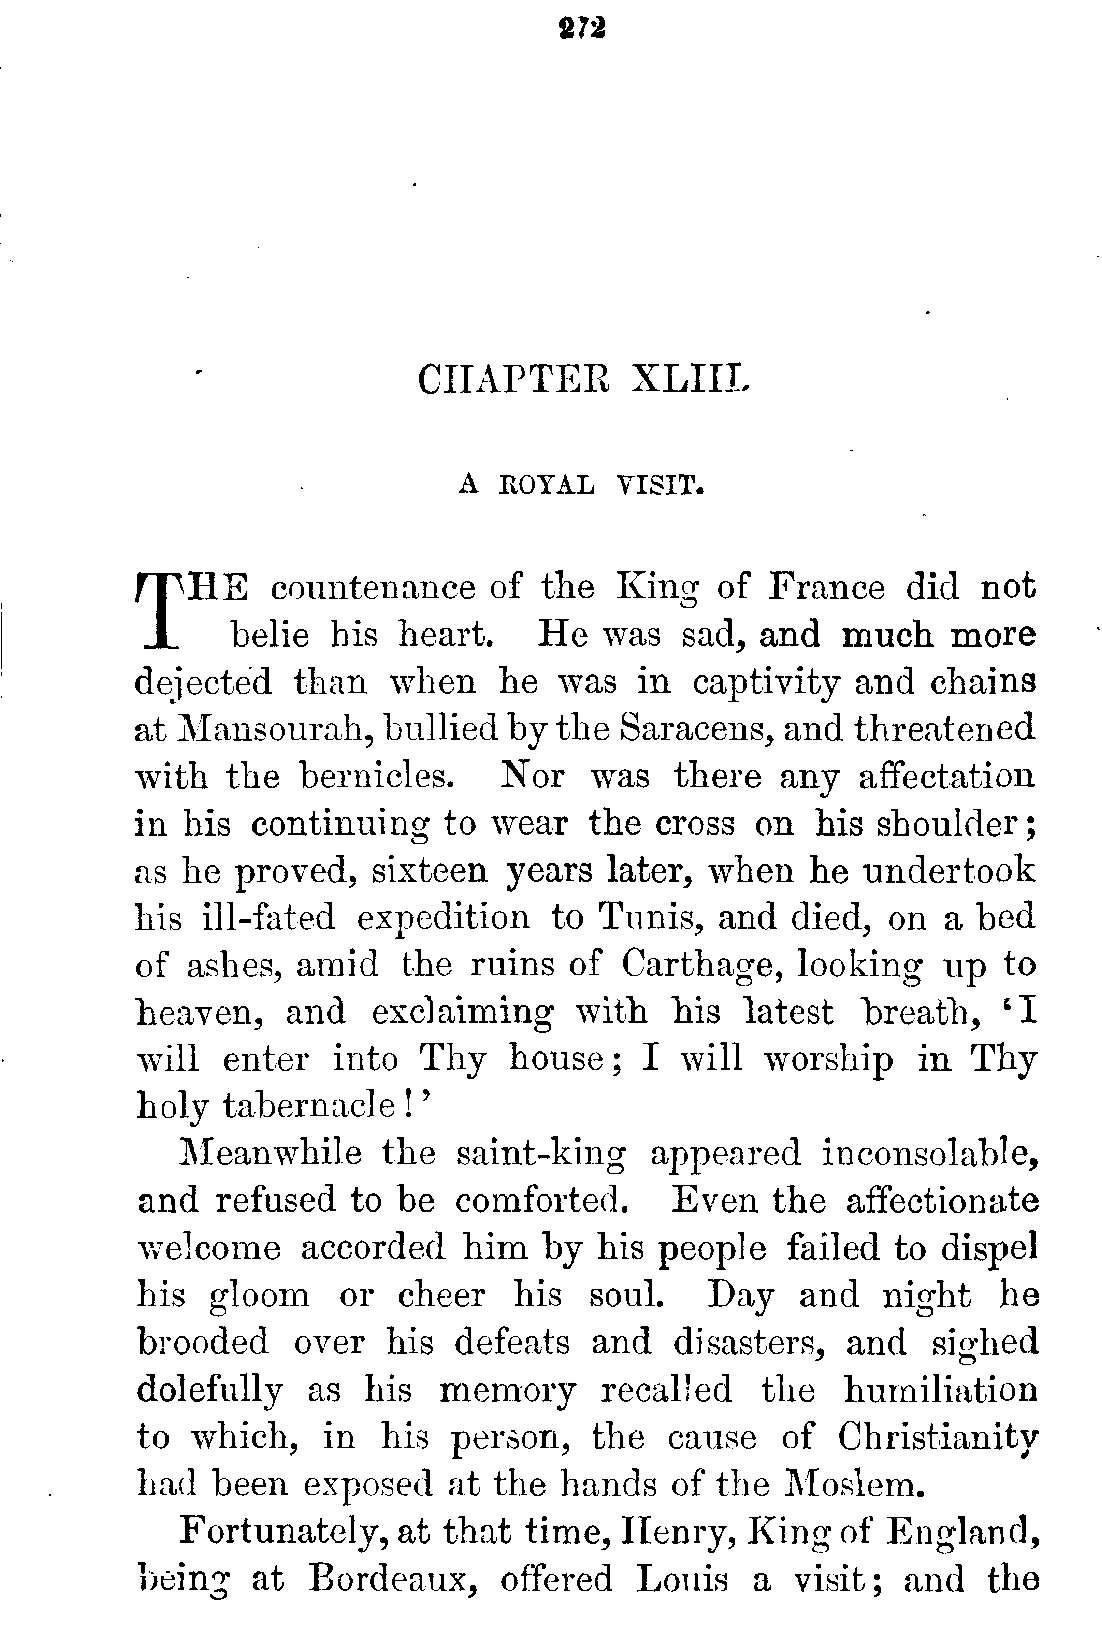 272
CHAPTER XLIII.
A ROYAL VISIT.
THE countenance of the King of France did not
belie his heart. He was sad, and much more
dejected than when he was in captivity and chains
at Mansourah, bullied by the Saracens, and threatened
with the bernicles. Nor was there any affectation
in his continuing to wear the cross on his shoulder;
as he proved, sixteen years later, when he undertook
his ill-fated expedition to Tunis, and died, on a bed
of ashes, amid the ruins of Carthage, looking up to
heaven, and exclaiming with his latest breath, ‘I
will enter into Thy house; I will worship in Thy
holy tabernacle!’
Meanwhile the saint-king appeared inconsolable,
and refused to be comforted. Even the affectionate
welcome accorded him by his people failed to dispel
his gloom or cheer his soul. Day and night he
brooded over his defeats and disasters, and sighed
dolefully as his memory recalled the humiliation
to which, in his person, the cause of Christianity
had been exposed at the hands of the Moslem.
Fortunately, at that time, Henry, King of England,
being at Bordeaux, offered Louis a visit; and the